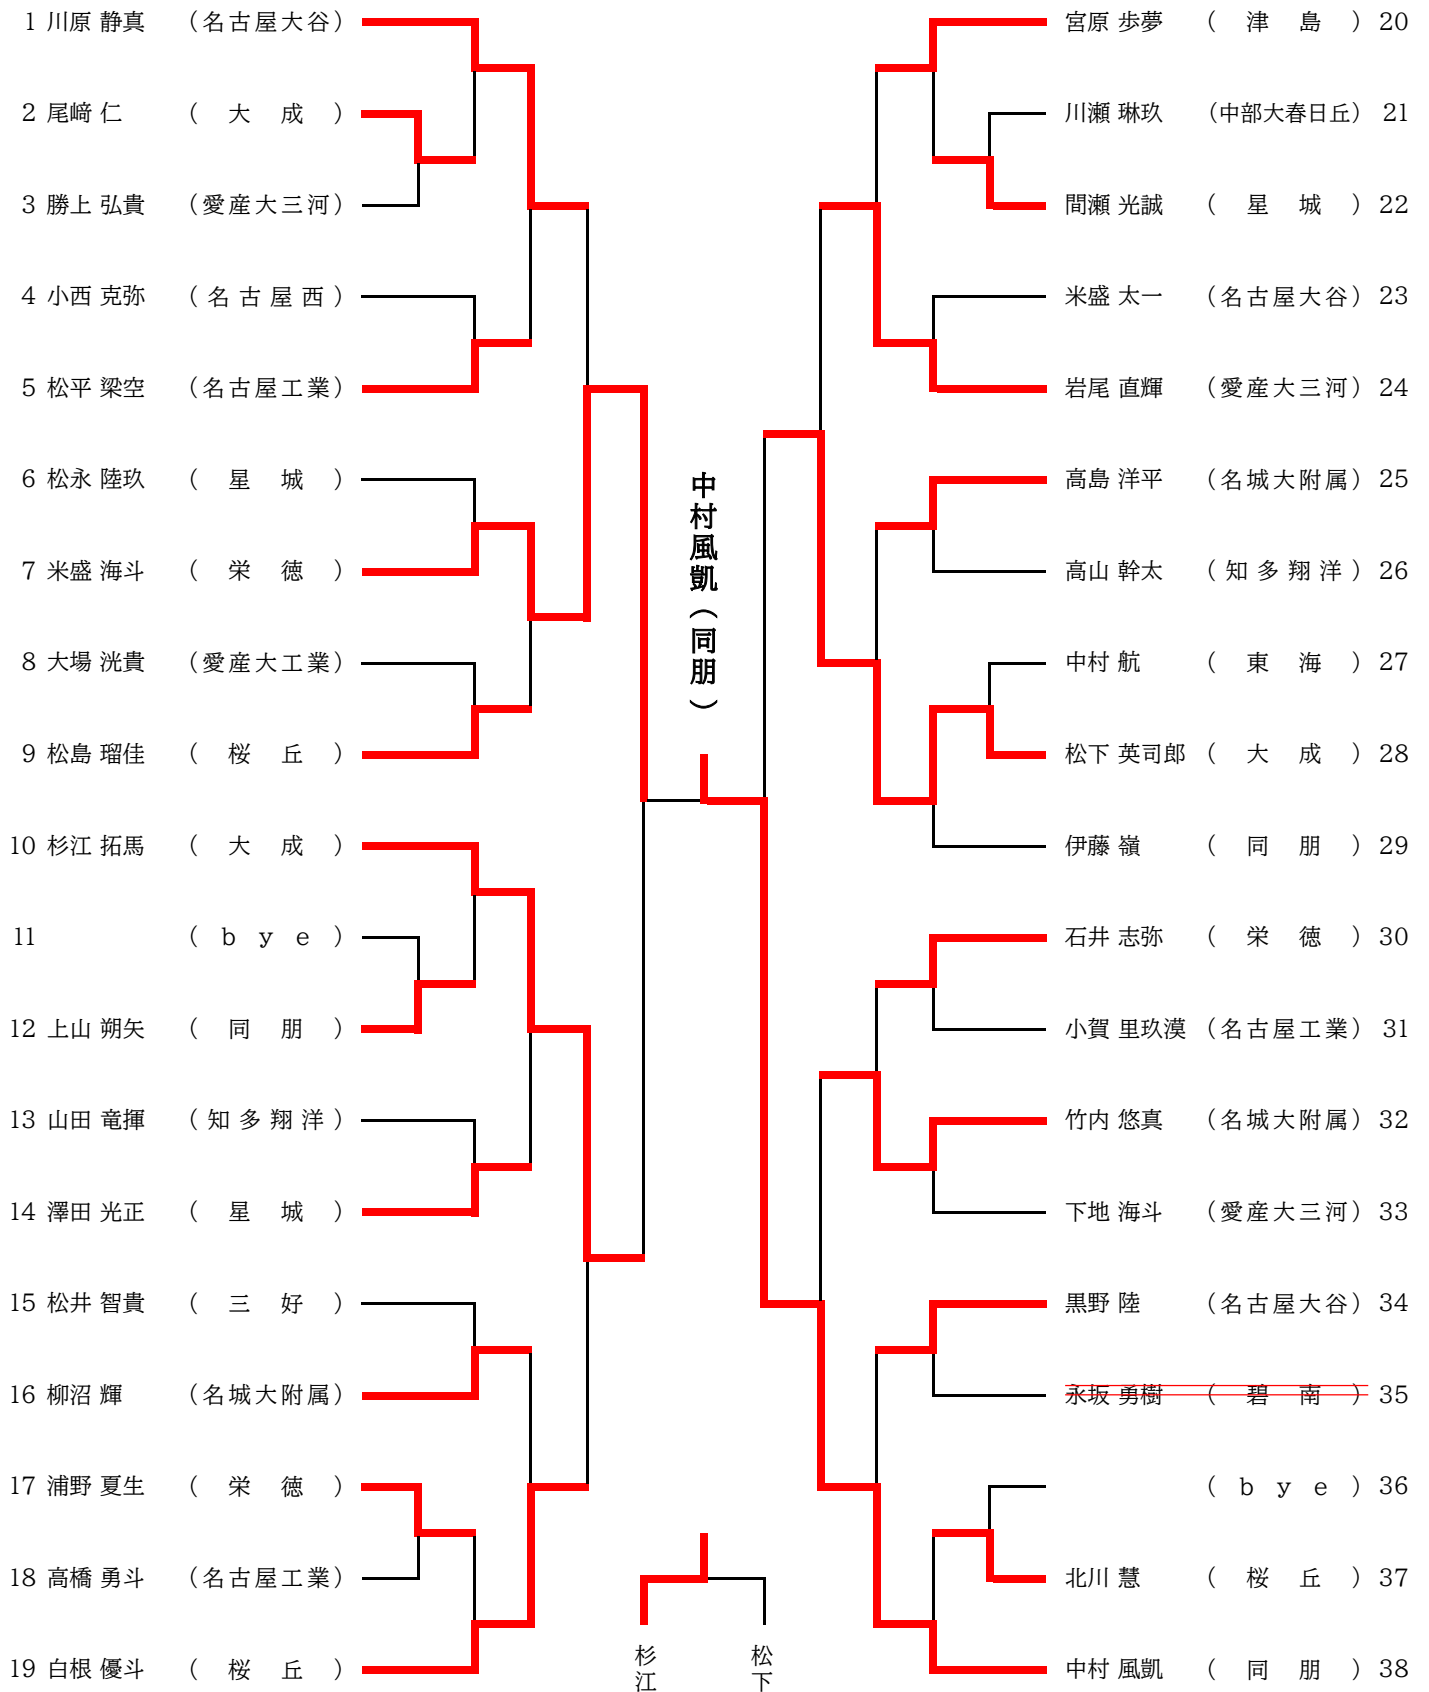 1 川原 静真 （名古屋大谷）
2 尾﨑 仁 （ 大 成 ）
3 勝上 弘貴 （愛産大三河）
4 小西 克弥 （名古屋西）
5 松平 梁空 （名古屋工業）
6 松永 陸玖 （ 星 城 ）
7 米盛 海斗 （ 栄 徳 ）
8 大場 洸貴 （愛産大工業）
9 松島 瑠佳 （ 桜 丘 ）
10 杉江 拓馬 （ 大 成 ）
11 （ b y e ）
12 上山 朔矢 （ 同 朋 ）
13 山田 竜揮 （知多翔洋）
14 澤田 光正 （ 星 城 ）
15 松井 智貴 （ 三 好 ）
16 柳沼 輝 （名城大附属）
17 浦野 夏生 （ 栄 徳 ）
18 高橋 勇斗 （名古屋工業）
19 白根 優斗 （ 桜 丘 ）
中村風凱（同朋）
杉江
松下
宮原 歩夢 （ 津 島 ） 20
川瀬 琳玖 （中部大春日丘） 21
間瀬 光誠 （ 星 城 ） 22
米盛 太一 （名古屋大谷） 23
岩尾 直輝 （愛産大三河） 24
高島 洋平 （名城大附属） 25
高山 幹太 （知多翔洋） 26
中村 航 （ 東 海 ） 27
松下 英司郎 （ 大 成 ） 28
伊藤 嶺 （ 同 朋 ） 29
石井 志弥 （ 栄 徳 ） 30
小賀 里玖漠 （名古屋工業） 31
竹内 悠真 （名城大附属） 32
下地 海斗 （愛産大三河） 33
黒野 陸 （名古屋大谷） 34
永坂 勇樹 （ 碧 南 ） 35
（ b y e ） 36
北川 慧 （ 桜 丘 ） 37
中村 風凱 （ 同 朋 ） 38